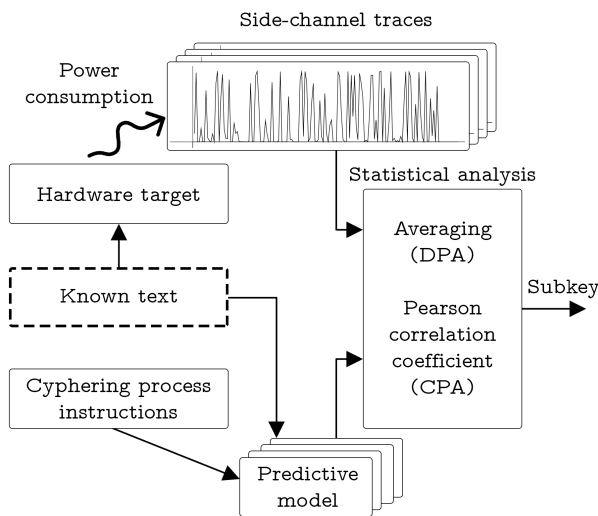 Side-channel traces
Power
consumption
Hardware target
Statistical analysis
Averaging
(DPA)
Known text
Subkey
Pearson
correlation
coefficient
(CPA)
Cyphering process
instructions
Predictive
model